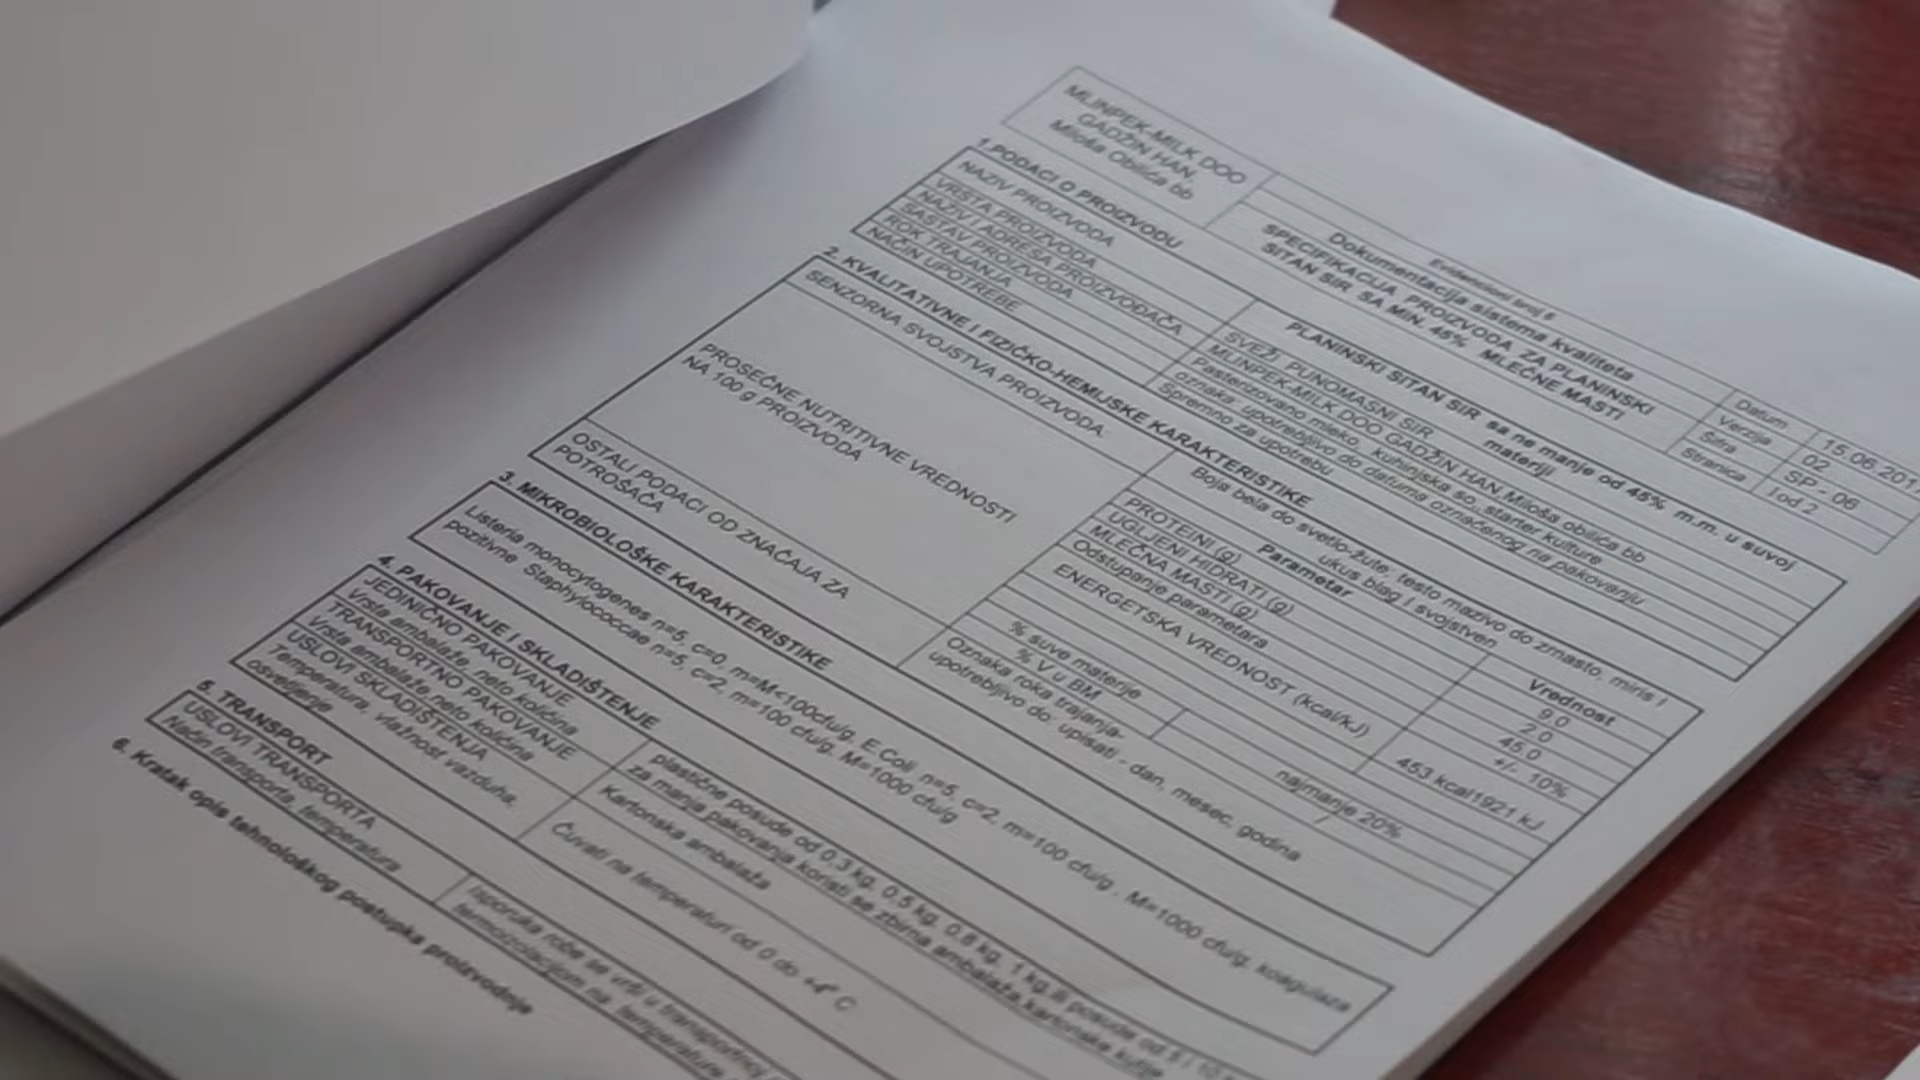 MLINPEK-MILK DOO
GADŽIN HAN
Miloša Obilića bb
Evidencioni broj 8
Dokumentacija sistema kvaliteta
SPECIFIKACIJA PROIZVODA ZA PLANINSKI
SITAN SIR SA MIN. 45% MLEČNE MASTI
Datum 15.06.201
Verzija 02
Šifra SP - 06
Stranica 1od 2
1.PODACI O PROIZVODU
NAZIV PROIZVODA
PLANINSKI SITAN SIR sa ne manje od 45% m.m. u suvoj
materiji
VRSTA PROIZVODA SVEŽI, PUNOMASNI SIR
NAZIV I ADRESA PROIZVOĐAČA MLINPEK-MILK DOO GADŽIN HAN,Miloša obilića bb
SASTAV PROIZVODA Pasterizovano mleko, kuhinjska so, starter kulture
ROK TRAJANJA oznaka upotrebljivo do datuma označenog na pakovanju
NAČIN UPOTREBE Spremno za upotrebu
2. KVALITATIVNE I FIZIČKO-HEMIJSKE KARAKTERISTIKE
SENZORNA SVOJSTVA PROIZVODA:
Boja bela do svetlo-žute, testo mazivo do zrnasto, miris i
ukus blag i svojstven
PROSEČNE NUTRITIVNE VREDNOSTI
NA 100 g PROIZVODA
Parametar Vrednost
PROTEINI (g) 9.0
UGLJENI HIDRATI (g) 2.0
MLEČNA MASTI (g) 45.0
Odstupanje parametara +/- 10%
ENERGETSKA VREDNOST (kcal/kJ) 453 kcal1921 kJ
OSTALI PODACI OD ZNAČAJA ZA
POTROŠAČA
% suve materije najmanje 20%
% V u BM /
Oznaka roka trajanja-
upotrebljivo do: upisati - dan, mesec, godina
3. MIKROBIOLOŠKE KARAKTERISTIKE
Listeria monocytogenes n=5, c=0, m=M<100cfu/g, E.Coli n=5, c=2, m=100 cfu/g , M=1000 cfu/g, koagulaza
pozitivne Staphylococcae n=5, c=2, m=100 cfu/g. M=1000 cfu/g
4. PAKOVANJE I SKLADIŠTENJE
JEDINIČNO PAKOVANJE
Vrsta ambalaže, neto količina
plastične posude od 0.3 kg, 0.5 kg, 0.8 kg, 1 kg,
za manja pakovanja koristi se zbirna ambalaža,kartonske kutije
TRANSPORTNO PAKOVANJE
Vrsta ambalaže neto količina
Kartonska ambalaža
USLOVI SKLADIŠTENJA
Temperatura, vlažnost vazduha,
osvetljenje
Čuvati na temperaturi od 0 do +4° C
5. TRANSPORT
USLOVI TRANSPORTA
Način transporta, temperatura
Isporuka robe se vrši u
termoizolacijom na temperaturi
6. Kratak opis tehnološkog postupka proizvodnje